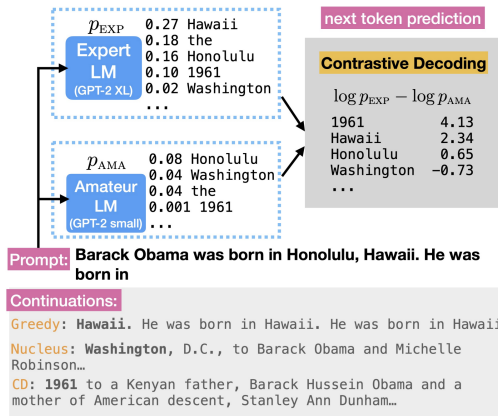 p_EXP
Expert
LM
(GPT-2 XL)
0.27 Hawaii
0.18 the
0.16 Honolulu
0.10 1961
0.02 Washington
...
p_AMA
Amateur
LM
(GPT-2 small)
0.08 Honolulu
0.04 Washington
0.04 the
0.001 1961
...
next token prediction
Contrastive Decoding
log p_EXP − log p_AMA
1961 4.13
Hawaii 2.34
Honolulu 0.65
Washington −0.73
...
Prompt: Barack Obama was born in Honolulu, Hawaii. He was
born in
Continuations:
Greedy: Hawaii. He was born in Hawaii. He was born in Hawaii
Nucleus: Washington, D.C., to Barack Obama and Michelle
Robinson…
CD: 1961 to a Kenyan father, Barack Hussein Obama and a
mother of American descent, Stanley Ann Dunham…